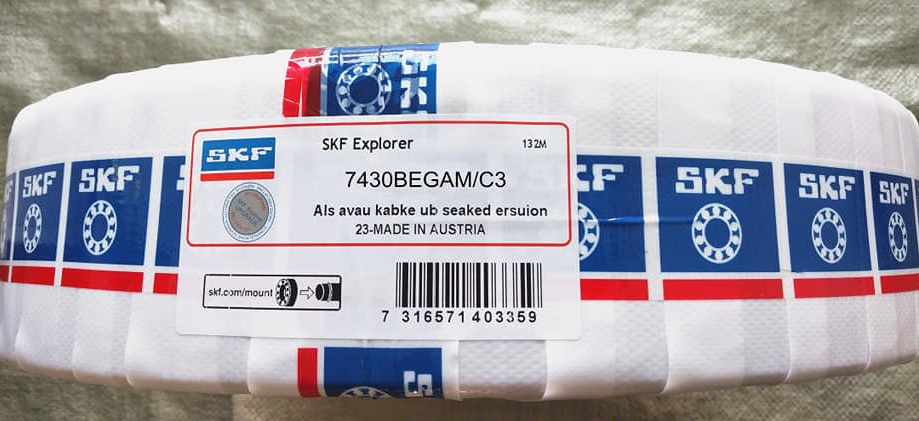 SKF
SKF Explorer
132M
7430BEGAM/C3
Als avau kabke ub seaked ersuion
23-MADE IN AUSTRIA
skf.com/mount
7 316571 403359
SKF
SKF
SKF
SKF
SKF
SKF